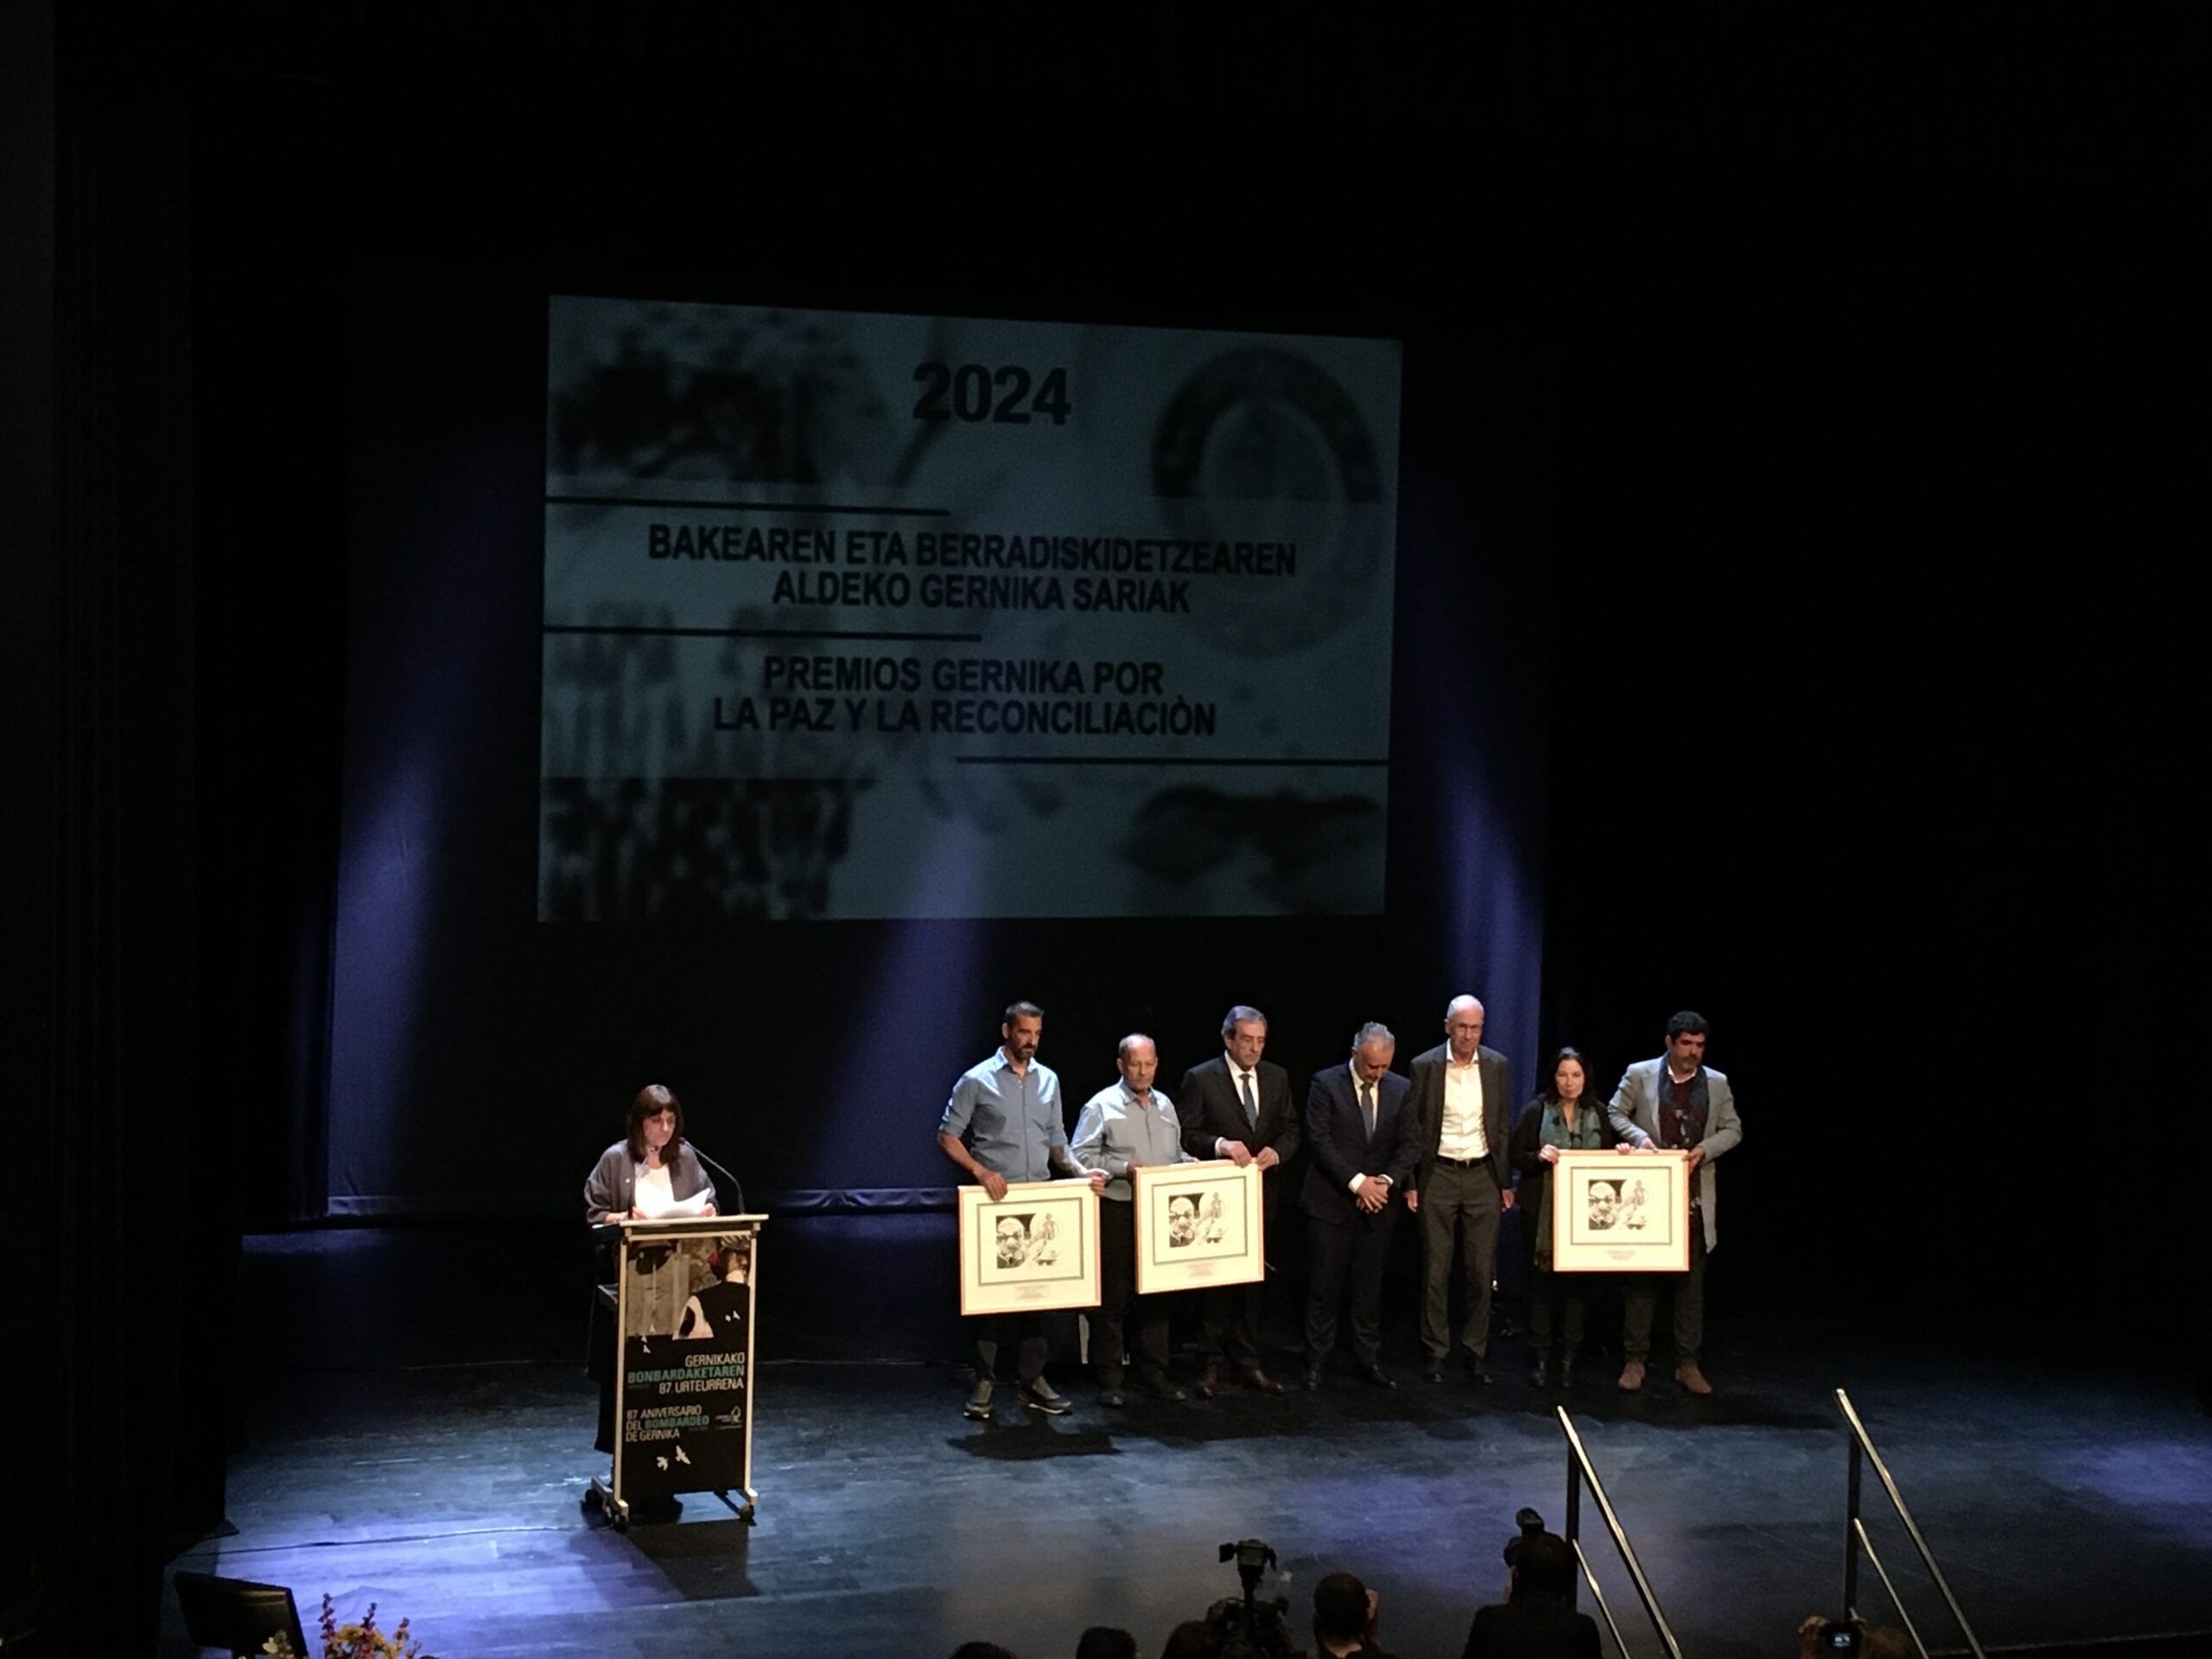 2024
BAKEAREN ETA BERRADISKIDETZEAREN
ALDEKO GERNIKA SARIAK
PREMIOS GERNIKA POR
LA PAZ Y LA RECONCILIACIÒN
GERNIKAKO
BONBARDAKETAREN
87 URTEURRENA
87 ANIVERSARIO
DEL BOMBARDEO
DE GERNIKA